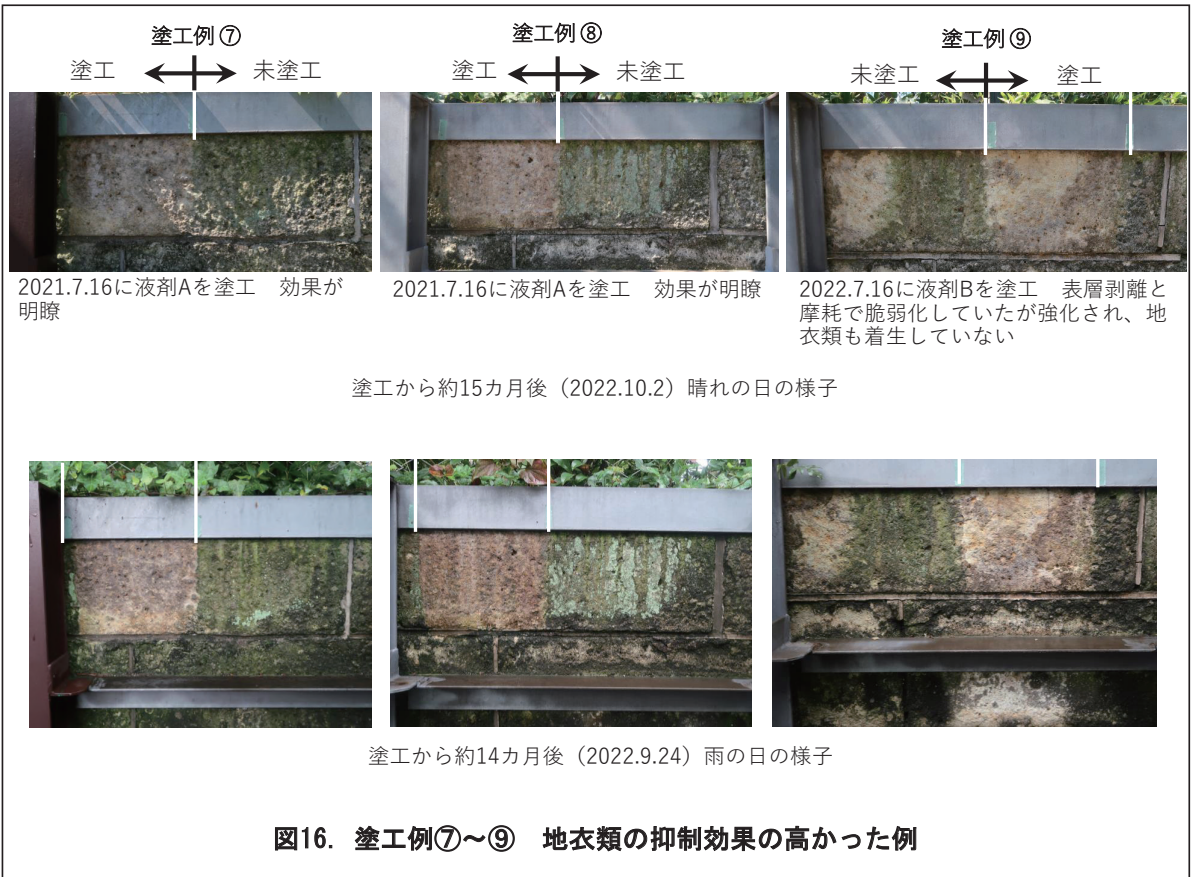 塗工例⑦
塗工 未塗工
塗工例⑧
塗工 未塗工
塗工例⑨
未塗工 塗工
2021.7.16に液剤Aを塗工 効果が
明瞭
2021.7.16に液剤Aを塗工 効果が明瞭
2022.7.16に液剤Bを塗工 表層剥離と
摩耗で脆弱化していたが強化され、地
衣類も着生していない
塗工から約15カ月後（2022.10.2）晴れの日の様子
塗工から約14カ月後（2022.9.24）雨の日の様子
図16. 塗工例⑦～⑨ 地衣類の抑制効果の高かった例